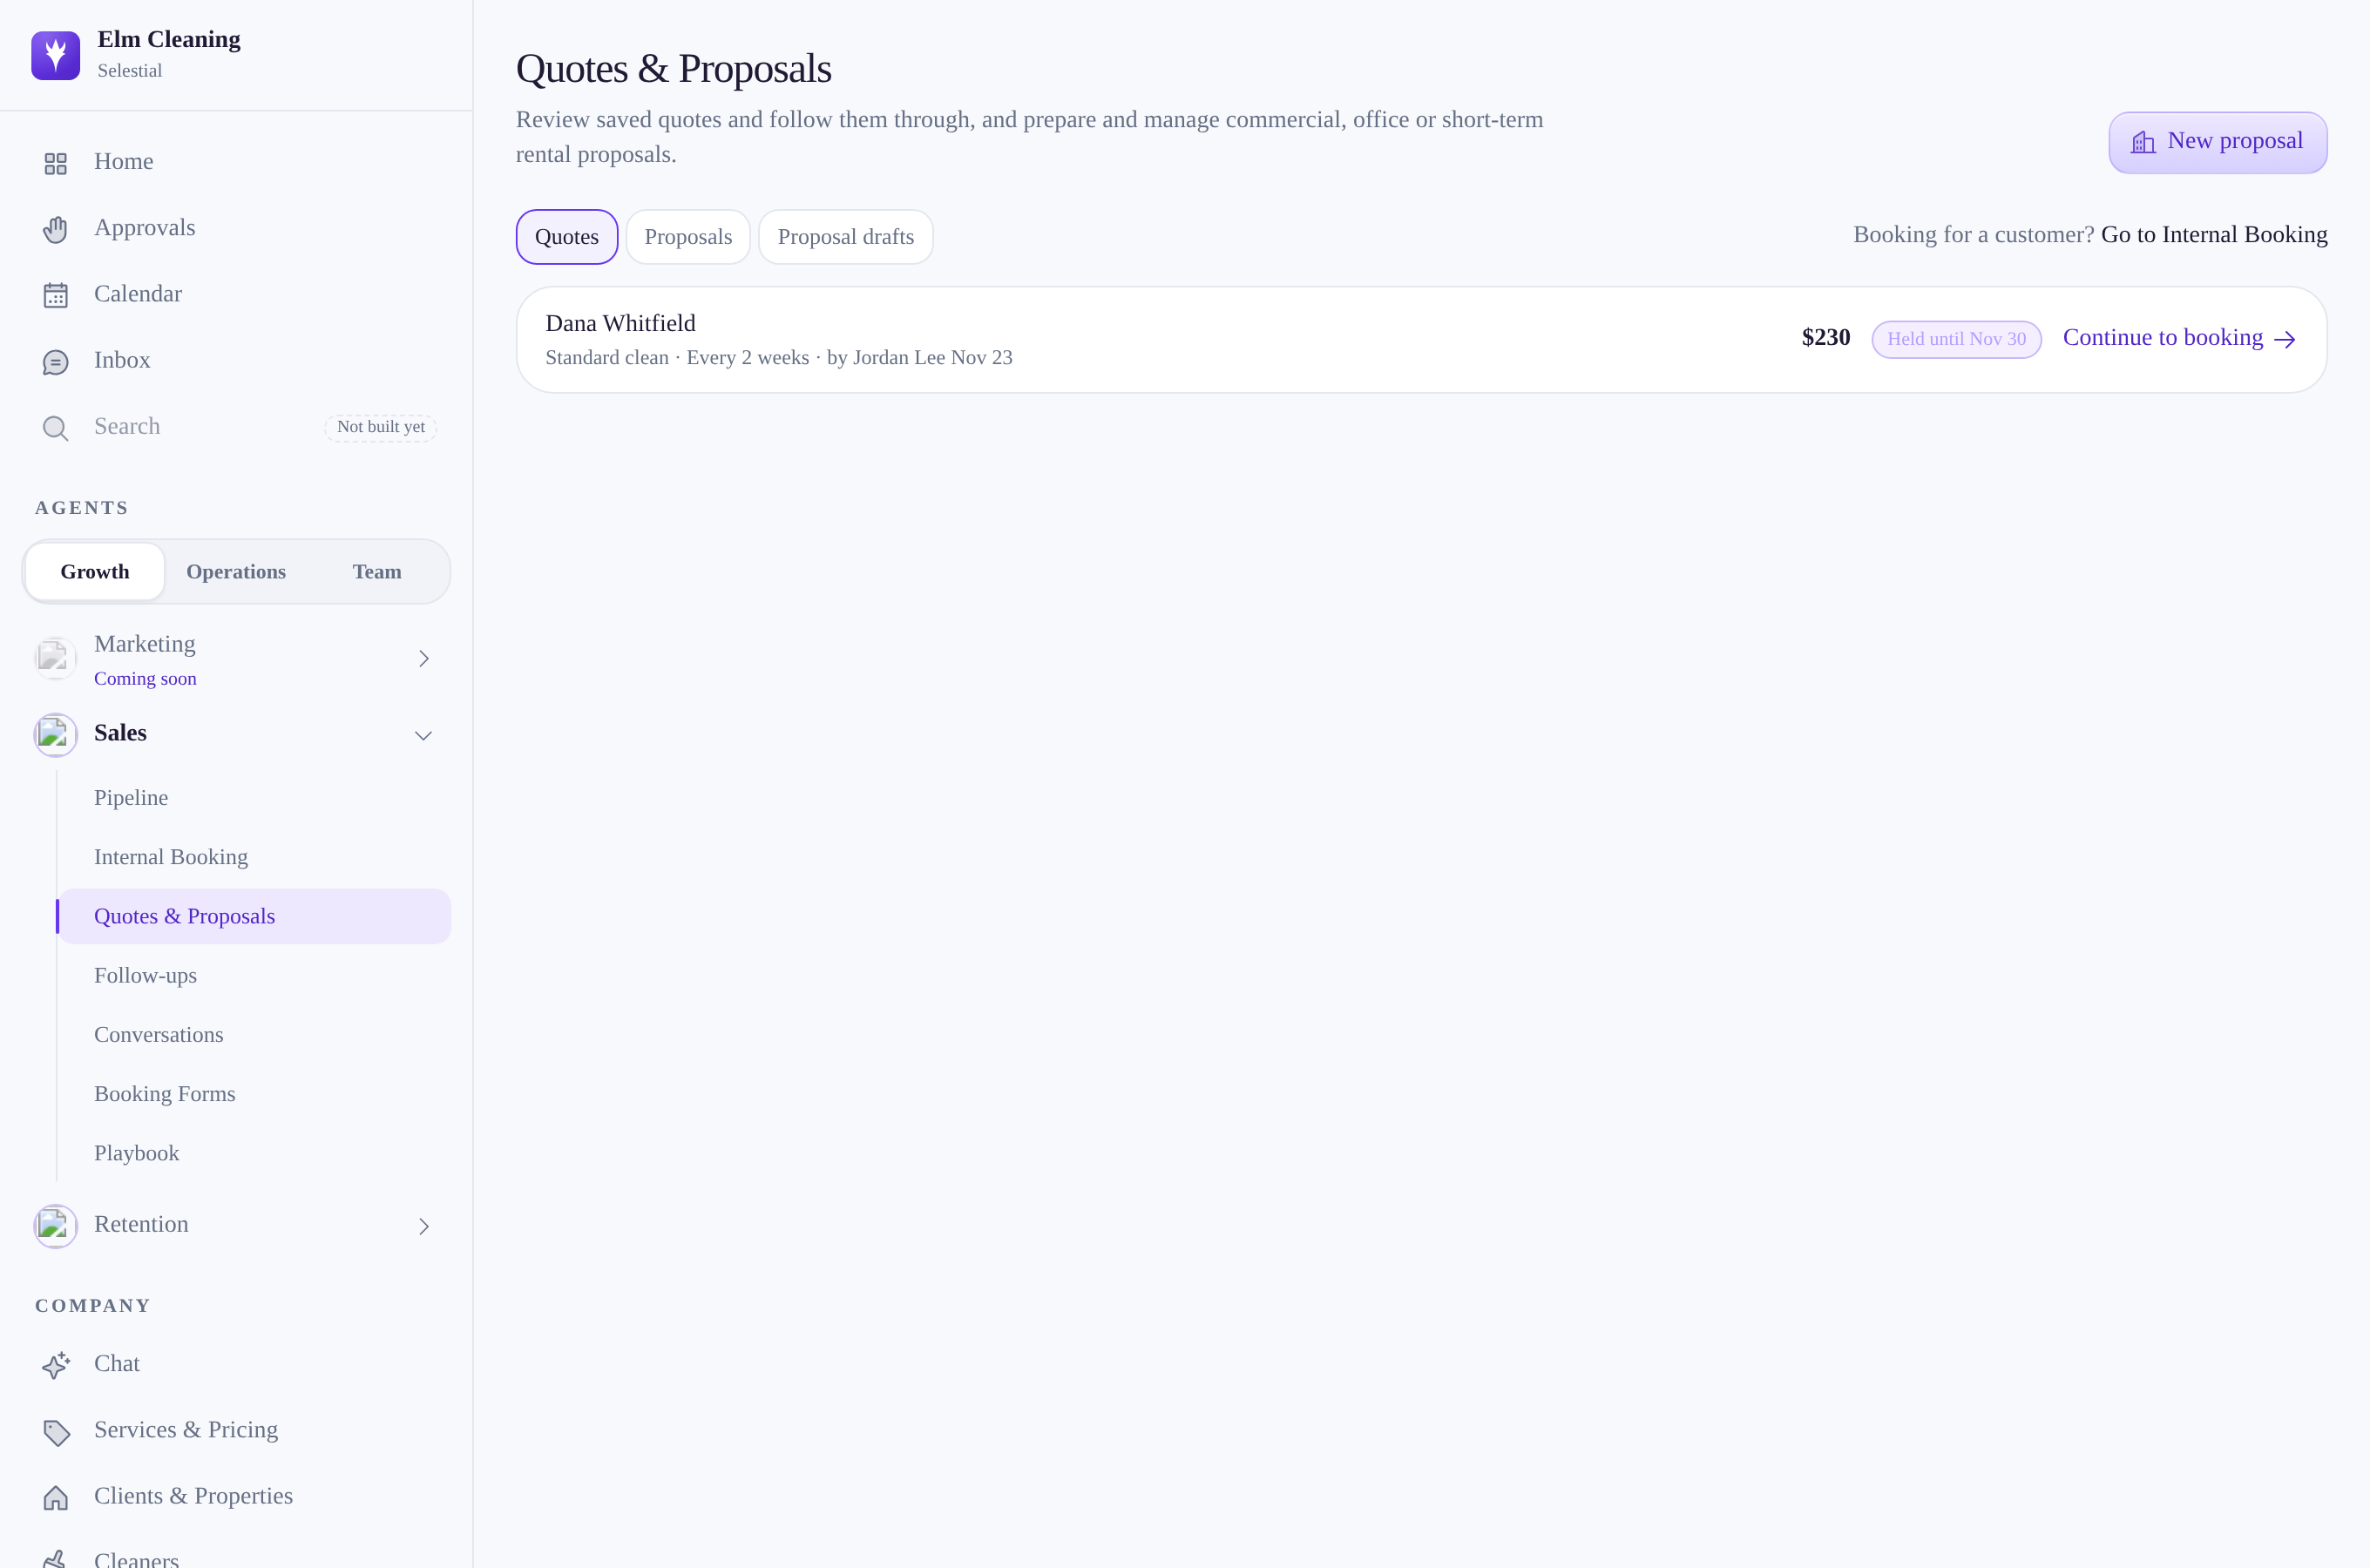 Elm Cleaning
Selestial
Home
Approvals
Calendar
Inbox
Search
Not built yet
AGENTS
Growth
Operations
Team
Marketing
Coming soon
Sales
Pipeline
Internal Booking
Quotes & Proposals
Follow-ups
Conversations
Booking Forms
Playbook
Retention
COMPANY
Chat
Services & Pricing
Clients & Properties
Cleaners
Quotes & Proposals
Review saved quotes and follow them through, and prepare and manage commercial, office or short-term
rental proposals.
New proposal
Quotes
Proposals
Proposal drafts
Booking for a customer? Go to Internal Booking
Dana Whitfield
Standard clean · Every 2 weeks · by Jordan Lee Nov 23
$230
Held until Nov 30
Continue to booking